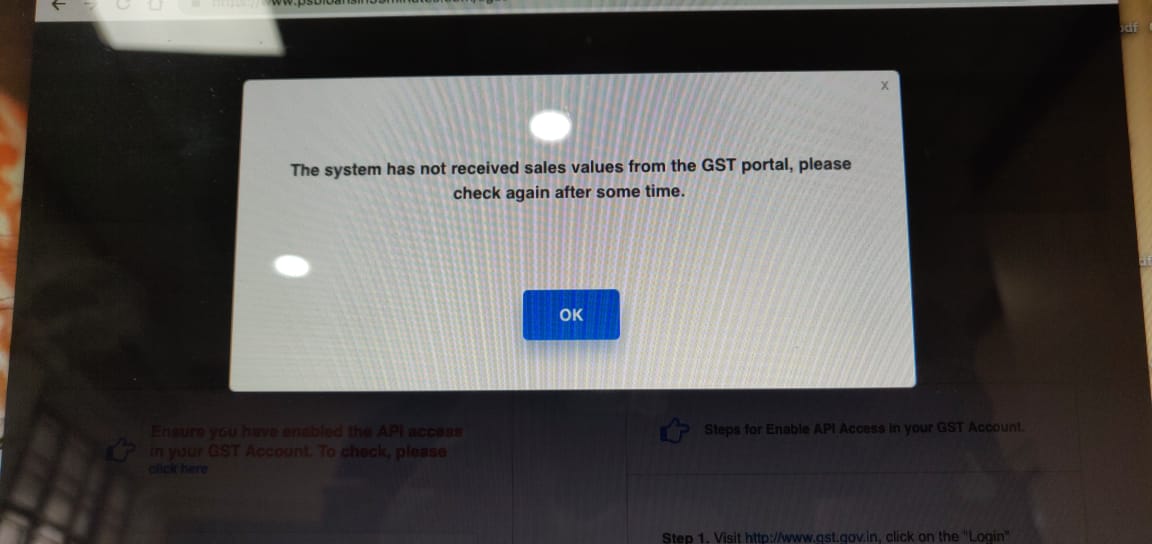 X
The system has not received sales values from the GST portal, please
check again after some time.
OK
Ensure you have enabled the API access
in your GST Account. To check, please
click here
Steps for Enable API Access in your GST Account.
Step 1. Visit http://www.gst.gov.in, click on the "Login"